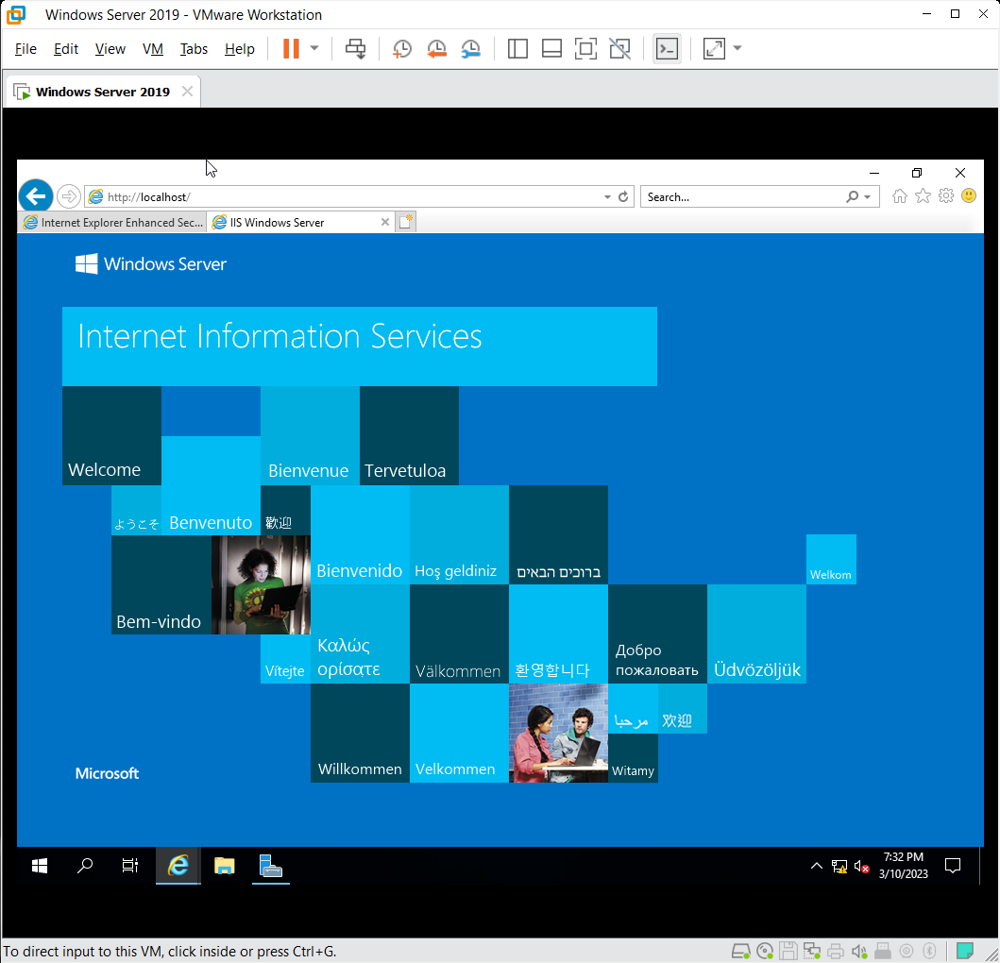 Windows Server 2019 - VMware Workstation
File Edit View VM Tabs Help
Windows Server 2019
http://localhost/
Search...
Internet Explorer Enhanced Sec...
IIS Windows Server
Windows Server
Internet Information Services
Welcome
Bienvenue
Tervetuloa
ようこそ
Benvenuto
歡迎
Bienvenido
Hoş geldiniz
ברוכים הבאים
Welkom
Bem-vindo
Vítejte
Καλώς
ορίσατε
Välkommen
환영합니다
Добро
пожаловать
Üdvözöljük
Willkommen
Velkommen
مرحبا
欢迎
Witamy
Microsoft
7:32 PM
3/10/2023
To direct input to this VM, click inside or press Ctrl+G.